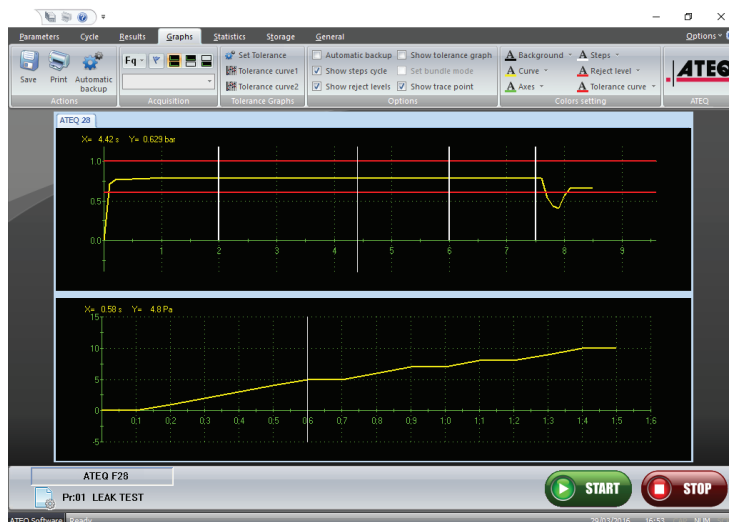 Parameters Cycle Results Graphs Statistics Storage General Options
Save Print Automatic backup
Actions
Fq
Acquisition
Set Tolerance
Tolerance curve1
Tolerance curve2
Tolerance Graphs
Automatic backup Show tolerance graph
Show steps cycle Set bundle mode
Show reject levels Show trace point
Options
A Background A Steps
A Curve A Reject level
A Axes A Tolerance curve
Colors setting
ATEQ
ATEQ
ATEQ 28
X= 4.42 s Y= 0.629 bar
1.0
0.5
0.0
1 2 3 4 5 6 7 8 9
X= 0.58 s Y= 4.8 Pa
15
10
5
0
-5
0.1 0.2 0.3 0.4 0.5 0.6 0.7 0.8 0.9 1.0 1.1 1.2 1.3 1.4 1.5 1.6
ATEQ F28
Pr:01 LEAK TEST
START STOP
ATEQ Software Ready 29/03/2016 16:53 NUM